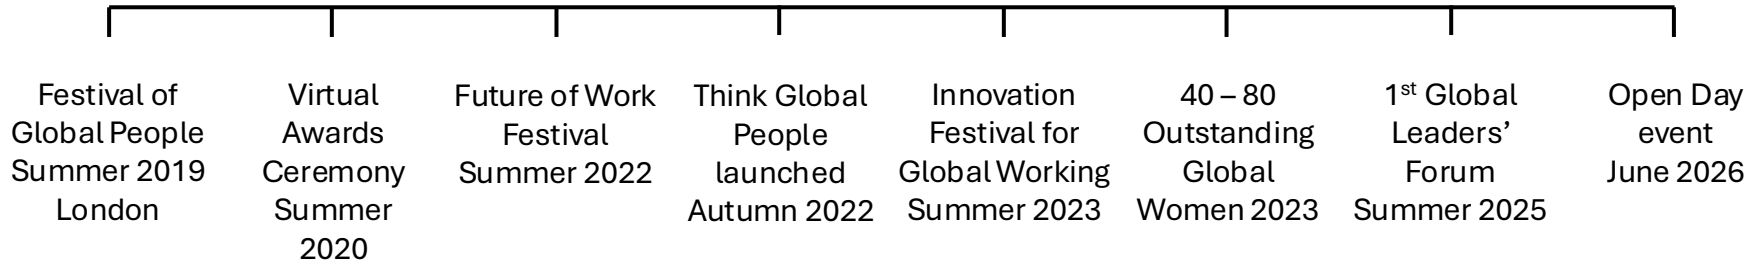 Festival of
Global People
Summer 2019
London
Virtual
Awards
Ceremony
Summer
2020
Future of Work
Festival
Summer 2022
Think Global
People
launched
Autumn 2022
Innovation
Festival for
Global Working
Summer 2023
40 – 80
Outstanding
Global
Women 2023
1st Global
Leaders’
Forum
Summer 2025
Open Day
event
June 2026